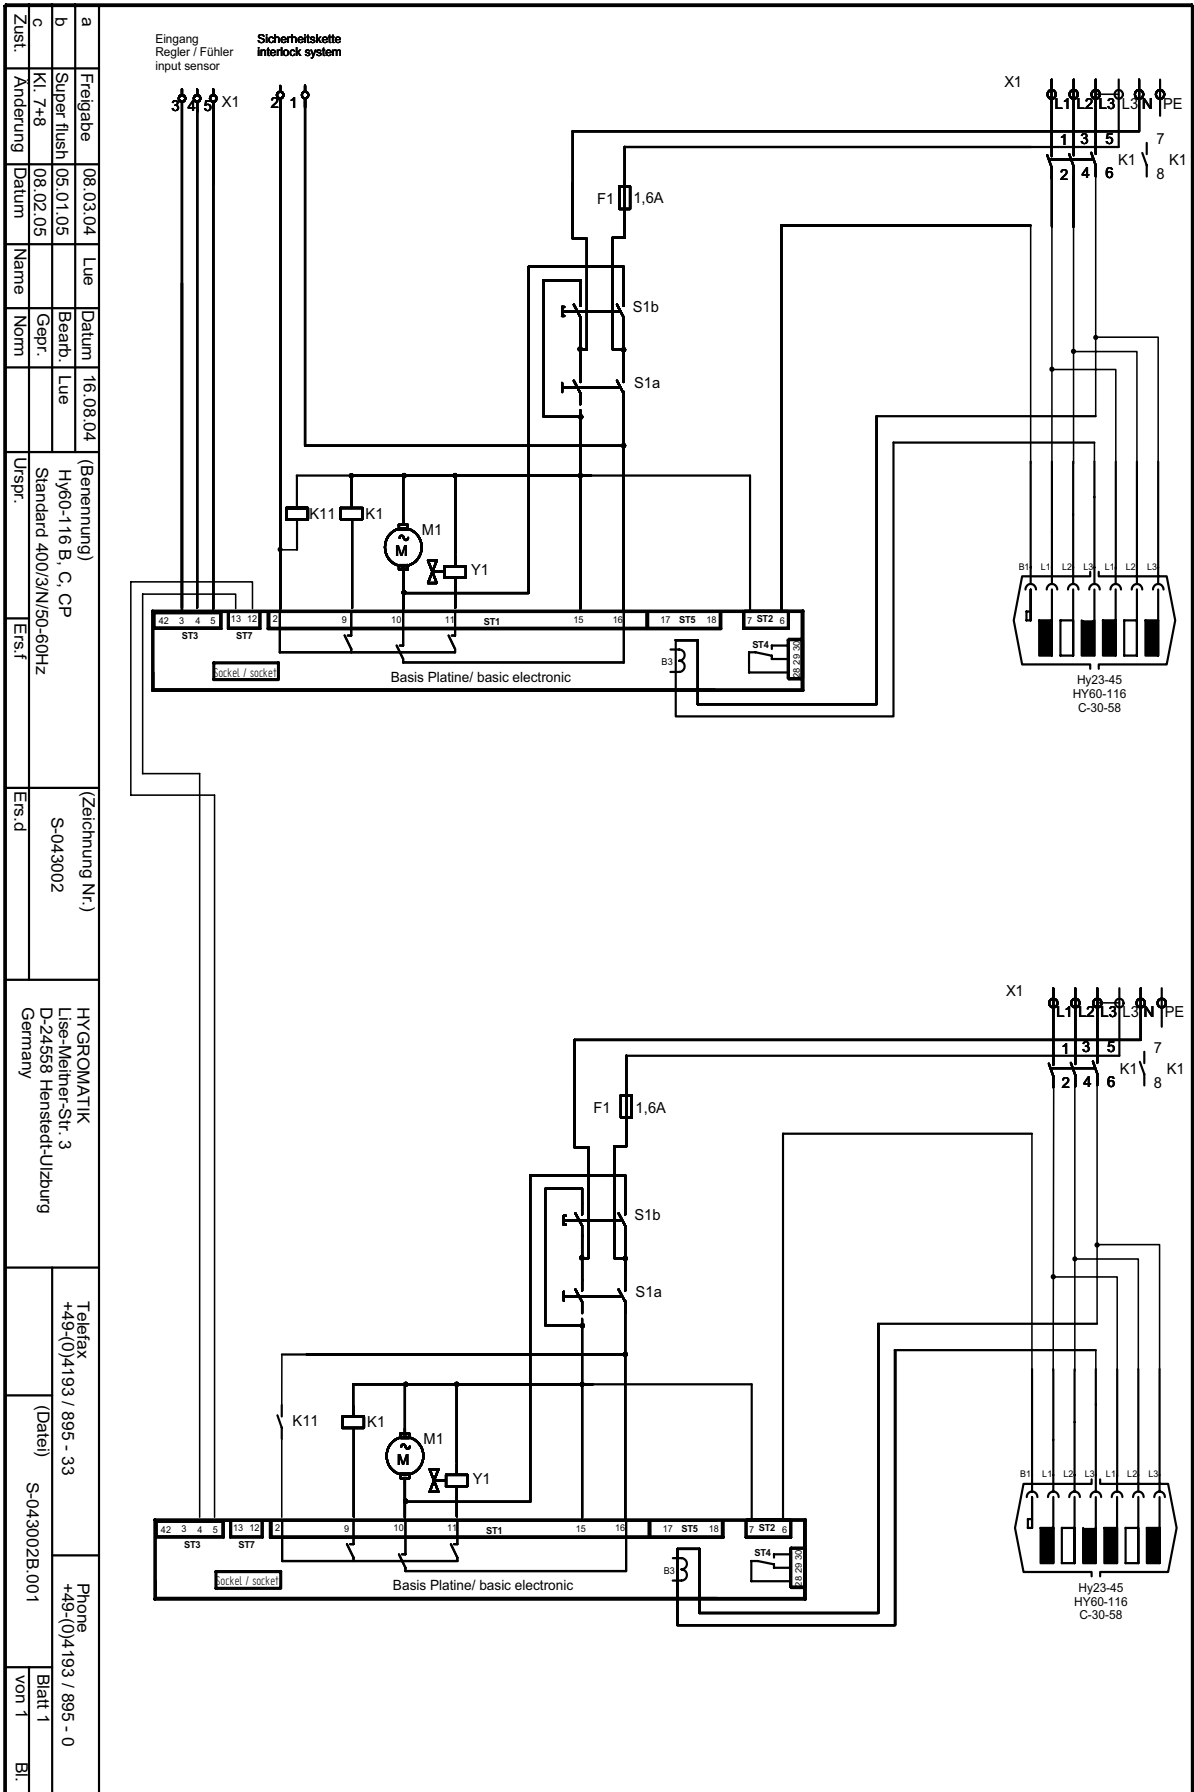 Eingang
Regler / Fühler
input sensor
Sicherheitskette
interlock system
3 4 5 X1
2 1
X1
L1 L2 L3 L3 N PE
1 3 5 7
K1 K1
2 4 6 8
F1 1,6A
S1b
S1a
K11 K1
M1
M
Y1
42 3 4 5 13 12 2 9 10 11 ST1 15 16 17 ST5 18 7 ST2 6
ST3 ST7
ST4
28 29 30
B3
Sockel / socket
Basis Platine/ basic electronic
B1 L1 L2 L3 L1 L2 L3
Hy23-45
HY60-116
C-30-58
X1
L1 L2 L3 L3 N PE
1 3 5 7
K1 K1
2 4 6 8
F1 1,6A
S1b
S1a
K11 K1
M1
M
Y1
42 3 4 5 13 12 2 9 10 11 ST1 15 16 17 ST5 18 7 ST2 6
ST3 ST7
ST4
28 29 30
B3
Sockel / socket
Basis Platine/ basic electronic
B1 L1 L2 L3 L1 L2 L3
Hy23-45
HY60-116
C-30-58
a Freigabe 08.03.04 Lue Datum 16.08.04
b Super flush 05.01.05 Bearb. Lue
c Kl. 7+8 08.02.05 Gepr.
Zust. Änderung Datum Name Norm
(Benennung)
Hy60-116 B, C, CP
Standard 400/3/N/50-60Hz
Urspr. Ers.f
(Zeichnung Nr.)
S-043002
Ers.d
HYGROMATIK
Lise-Meitner-Str. 3
D-24558 Henstedt-Ulzburg
Germany
Telefax
+49-(0)4193 / 895 - 33
Phone
+49-(0)4193 / 895 - 0
(Datei)
S-043002B.001
Blatt 1
von 1 Bl.